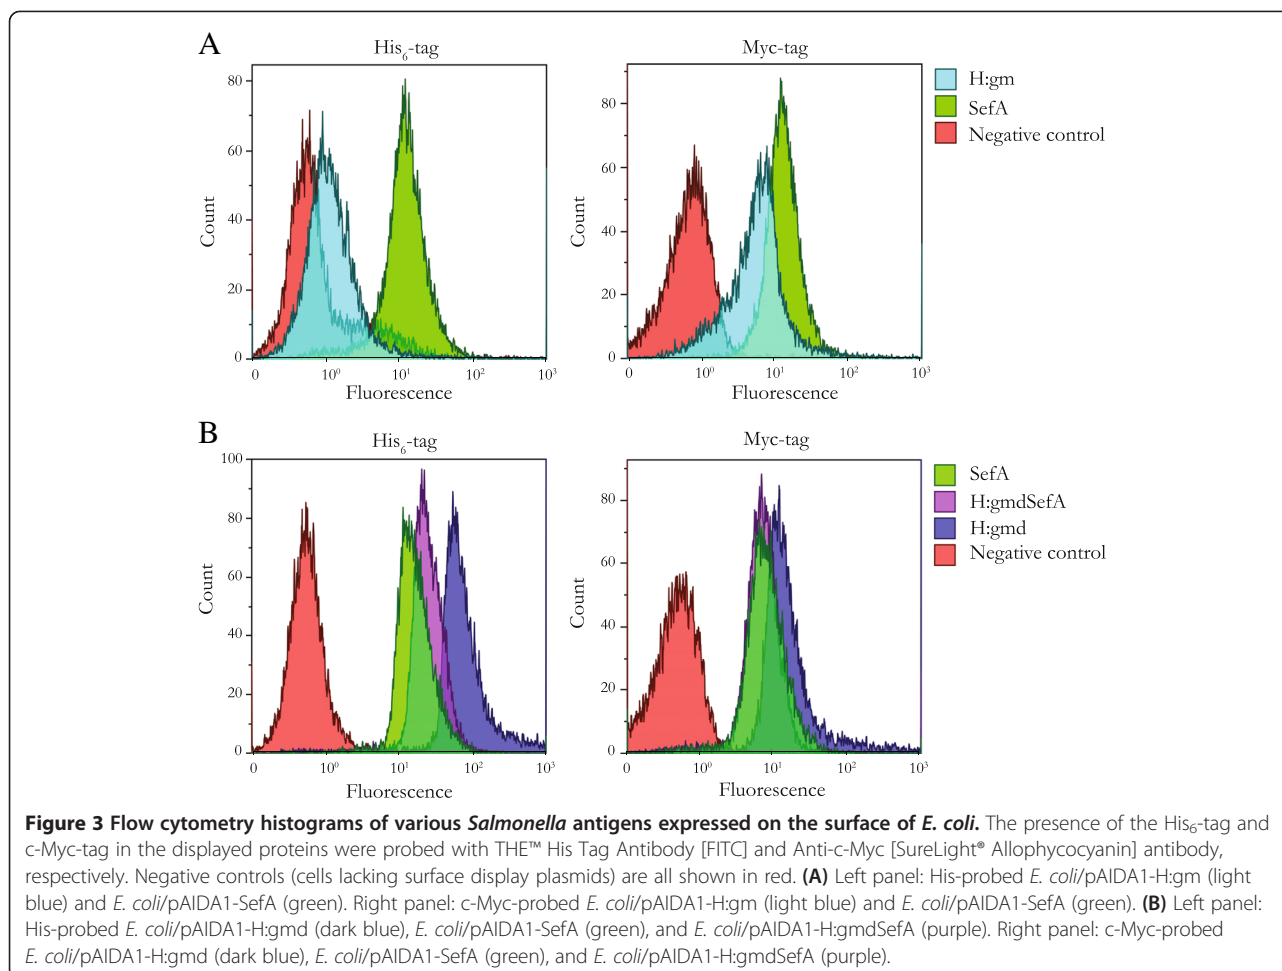 A
His6-tag
Myc-tag
H:gm
SefA
Negative control
80
60
40
20
0
Count
0 10⁰ 10¹ 10² 10³
Fluorescence
80
60
40
20
0
Count
0 10⁰ 10¹ 10² 10³
Fluorescence
B
His6-tag
Myc-tag
SefA
H:gmdSefA
H:gmd
Negative control
100
80
60
40
20
0
Count
0 10⁰ 10¹ 10² 10³
Fluorescence
80
60
40
20
0
Count
0 10⁰ 10¹ 10² 10³
Fluorescence
Figure 3 Flow cytometry histograms of various Salmonella antigens expressed on the surface of E. coli. The presence of the His6-tag and
c-Myc-tag in the displayed proteins were probed with THE™ His Tag Antibody [FITC] and Anti-c-Myc [SureLight® Allophycocyanin] antibody,
respectively. Negative controls (cells lacking surface display plasmids) are all shown in red. (A) Left panel: His-probed E. coli/pAIDA1-H:gm (light
blue) and E. coli/pAIDA1-SefA (green). Right panel: c-Myc-probed E. coli/pAIDA1-H:gm (light blue) and E. coli/pAIDA1-SefA (green). (B) Left panel:
His-probed E. coli/pAIDA1-H:gmd (dark blue), E. coli/pAIDA1-SefA (green), and E. coli/pAIDA1-H:gmdSefA (purple). Right panel: c-Myc-probed
E. coli/pAIDA1-H:gmd (dark blue), E. coli/pAIDA1-SefA (green), and E. coli/pAIDA1-H:gmdSefA (purple).